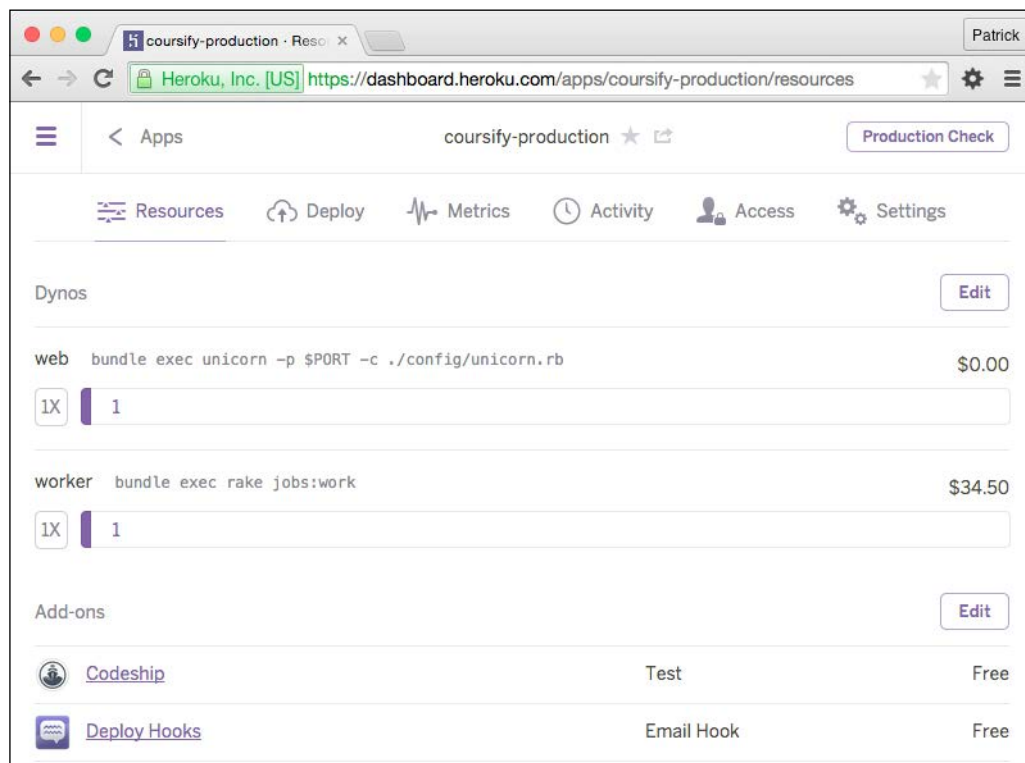 coursify-production · Reso
Patrick
Heroku, Inc. [US] https://dashboard.heroku.com/apps/coursify-production/resources
Apps coursify-production Production Check
Resources Deploy Metrics Activity Access Settings
Dynos Edit
web bundle exec unicorn -p $PORT -c ./config/unicorn.rb $0.00
1X 1
worker bundle exec rake jobs:work $34.50
1X 1
Add-ons Edit
Codeship Test Free
Deploy Hooks Email Hook Free